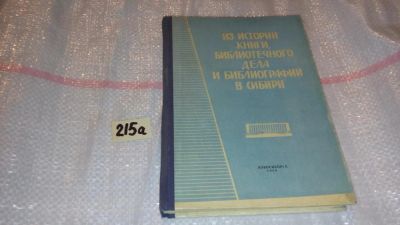 ИЗ ИСТОРИИ
КНИГИ,
БИБЛИОТЕЧНОГО
ДЕЛА
И БИБЛИОГРАФИИ
В СИБИРИ
215а